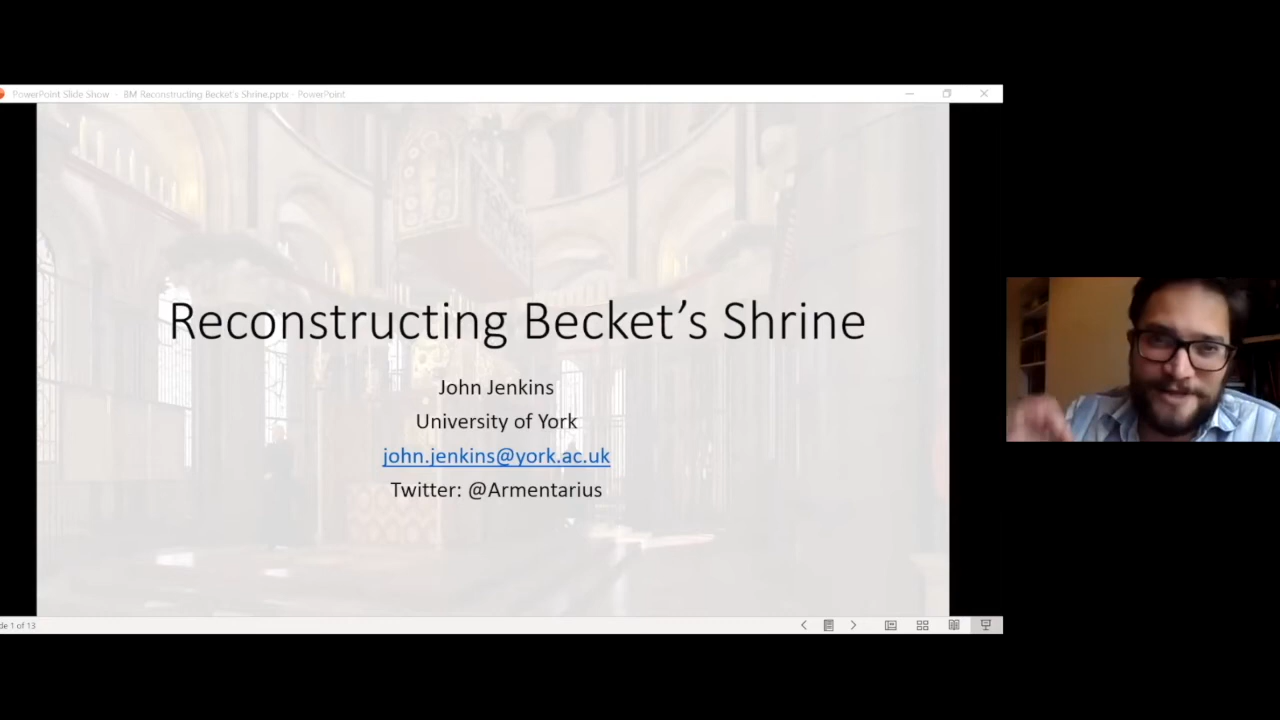 PowerPoint Slide Show - BM Reconstructing Becket's Shrine.pptx - PowerPoint
Reconstructing Becket’s Shrine
John Jenkins
University of York
john.jenkins@york.ac.uk
Twitter: @Armentarius
de 1 of 13